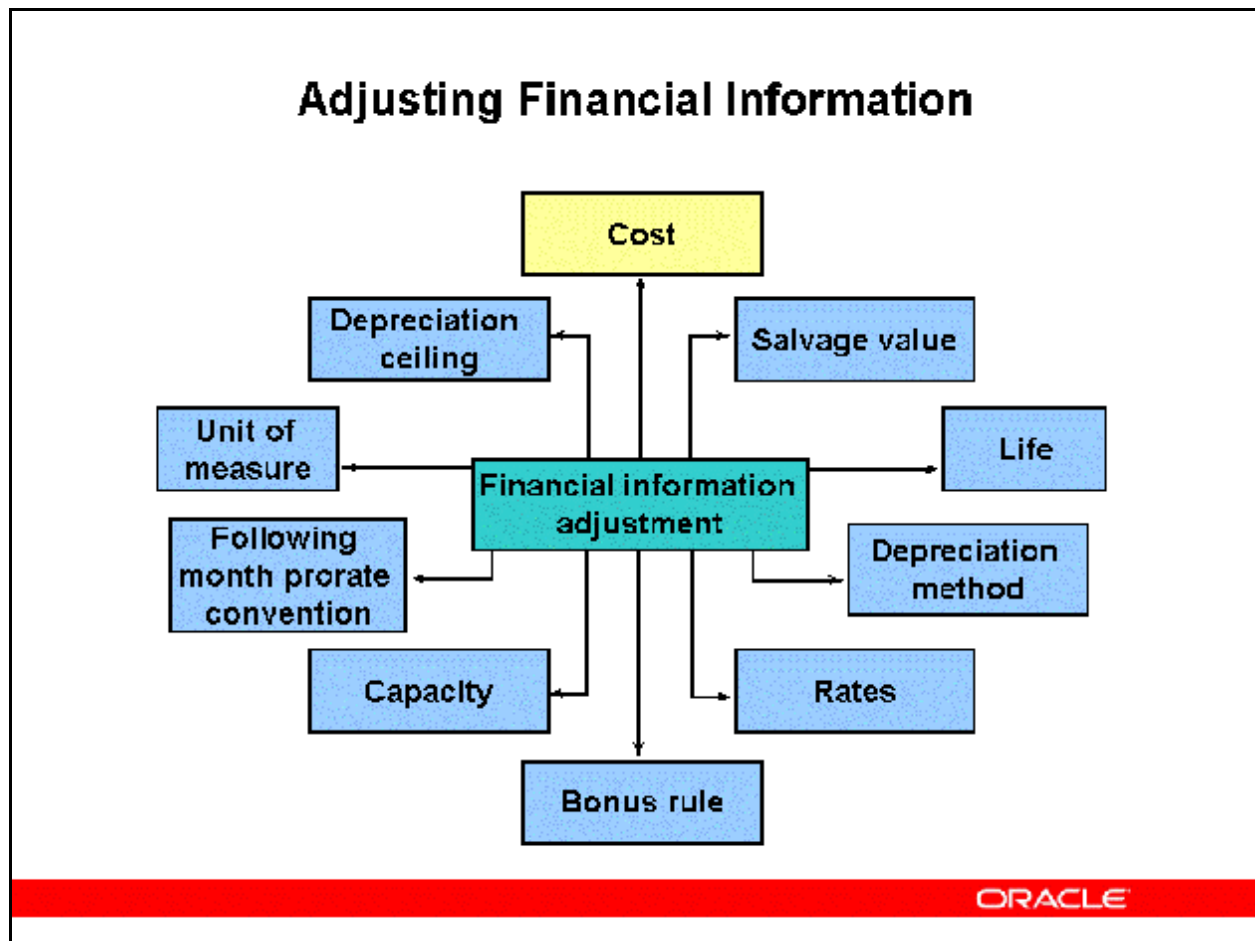 Adjusting Financial Information
Cost
Depreciation
ceiling
Salvage value
Unit of
measure
Life
Financial information
adjustment
Following
month prorate
convention
Depreciation
method
Capacity
Rates
Bonus rule
ORACLE